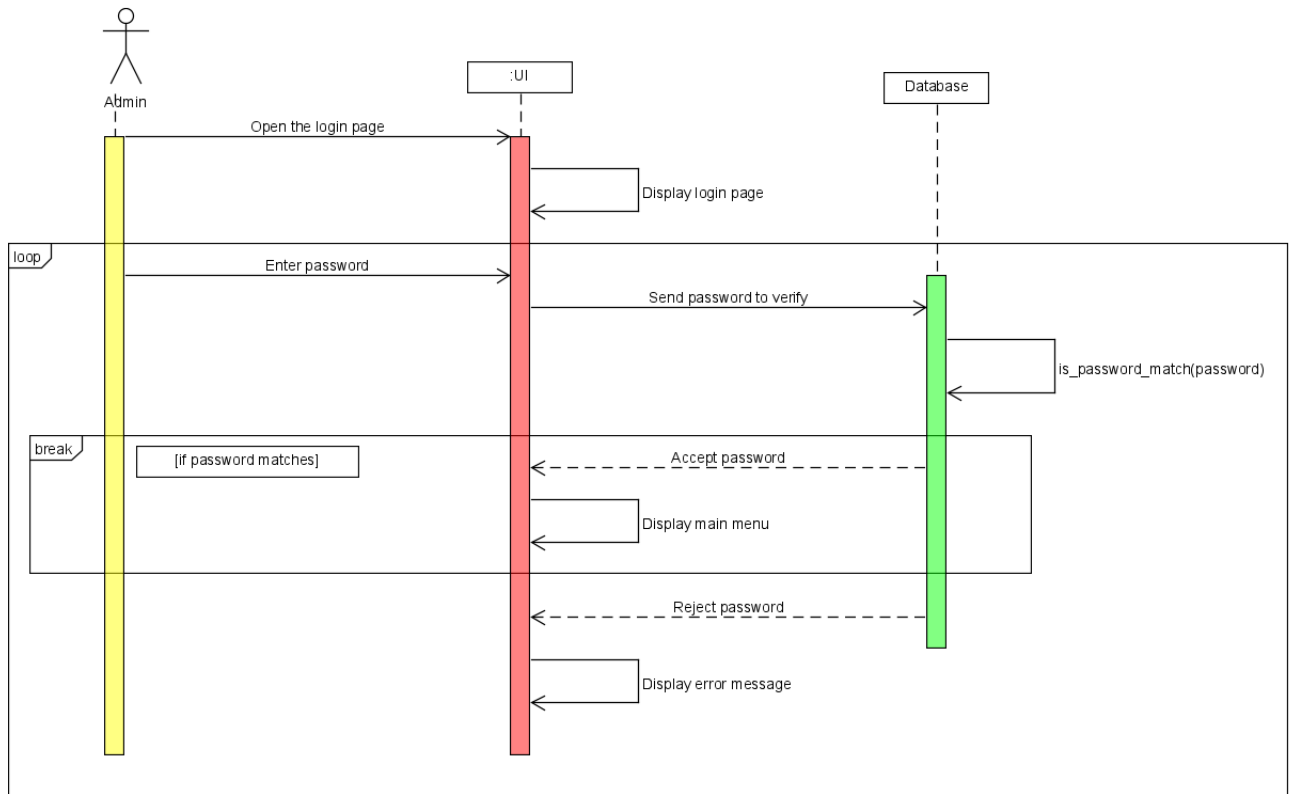 Admin
:UI
Database
Open the login page
Display login page
loop
Enter password
Send password to verify
is_password_match(password)
break
[if password matches]
Accept password
Display main menu
Reject password
Display error message